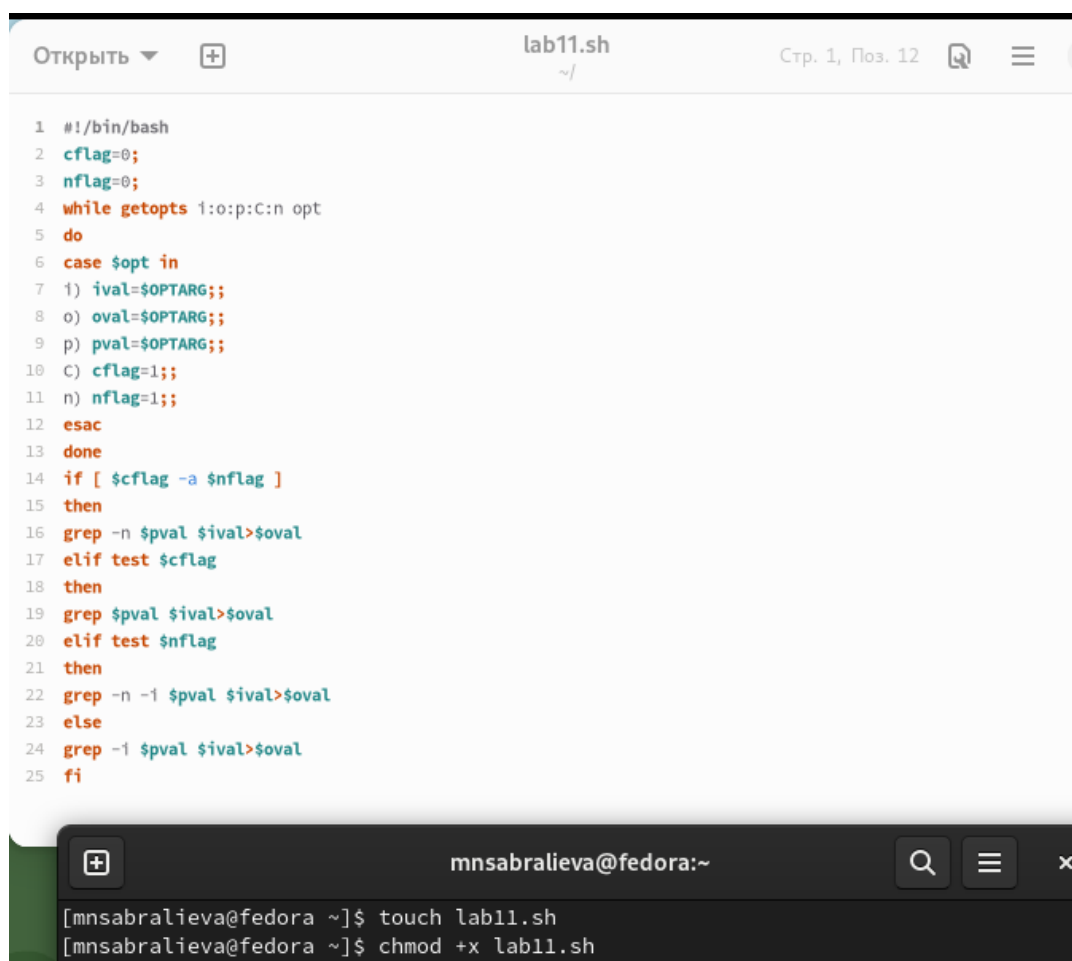 Открыть
lab11.sh
~/
Стр. 1, Поз. 12
1 #!/bin/bash
2 cflag=0;
3 nflag=0;
4 while getopts i:o:p:C:n opt
5 do
6 case $opt in
7 i) ival=$OPTARG;;
8 o) oval=$OPTARG;;
9 p) pval=$OPTARG;;
10 C) cflag=1;;
11 n) nflag=1;;
12 esac
13 done
14 if [ $cflag -a $nflag ]
15 then
16 grep -n $pval $ival>$oval
17 elif test $cflag
18 then
19 grep $pval $ival>$oval
20 elif test $nflag
21 then
22 grep -n -i $pval $ival>$oval
23 else
24 grep -i $pval $ival>$oval
25 fi
mnsabralieva@fedora:~
[mnsabralieva@fedora ~]$ touch lab11.sh
[mnsabralieva@fedora ~]$ chmod +x lab11.sh